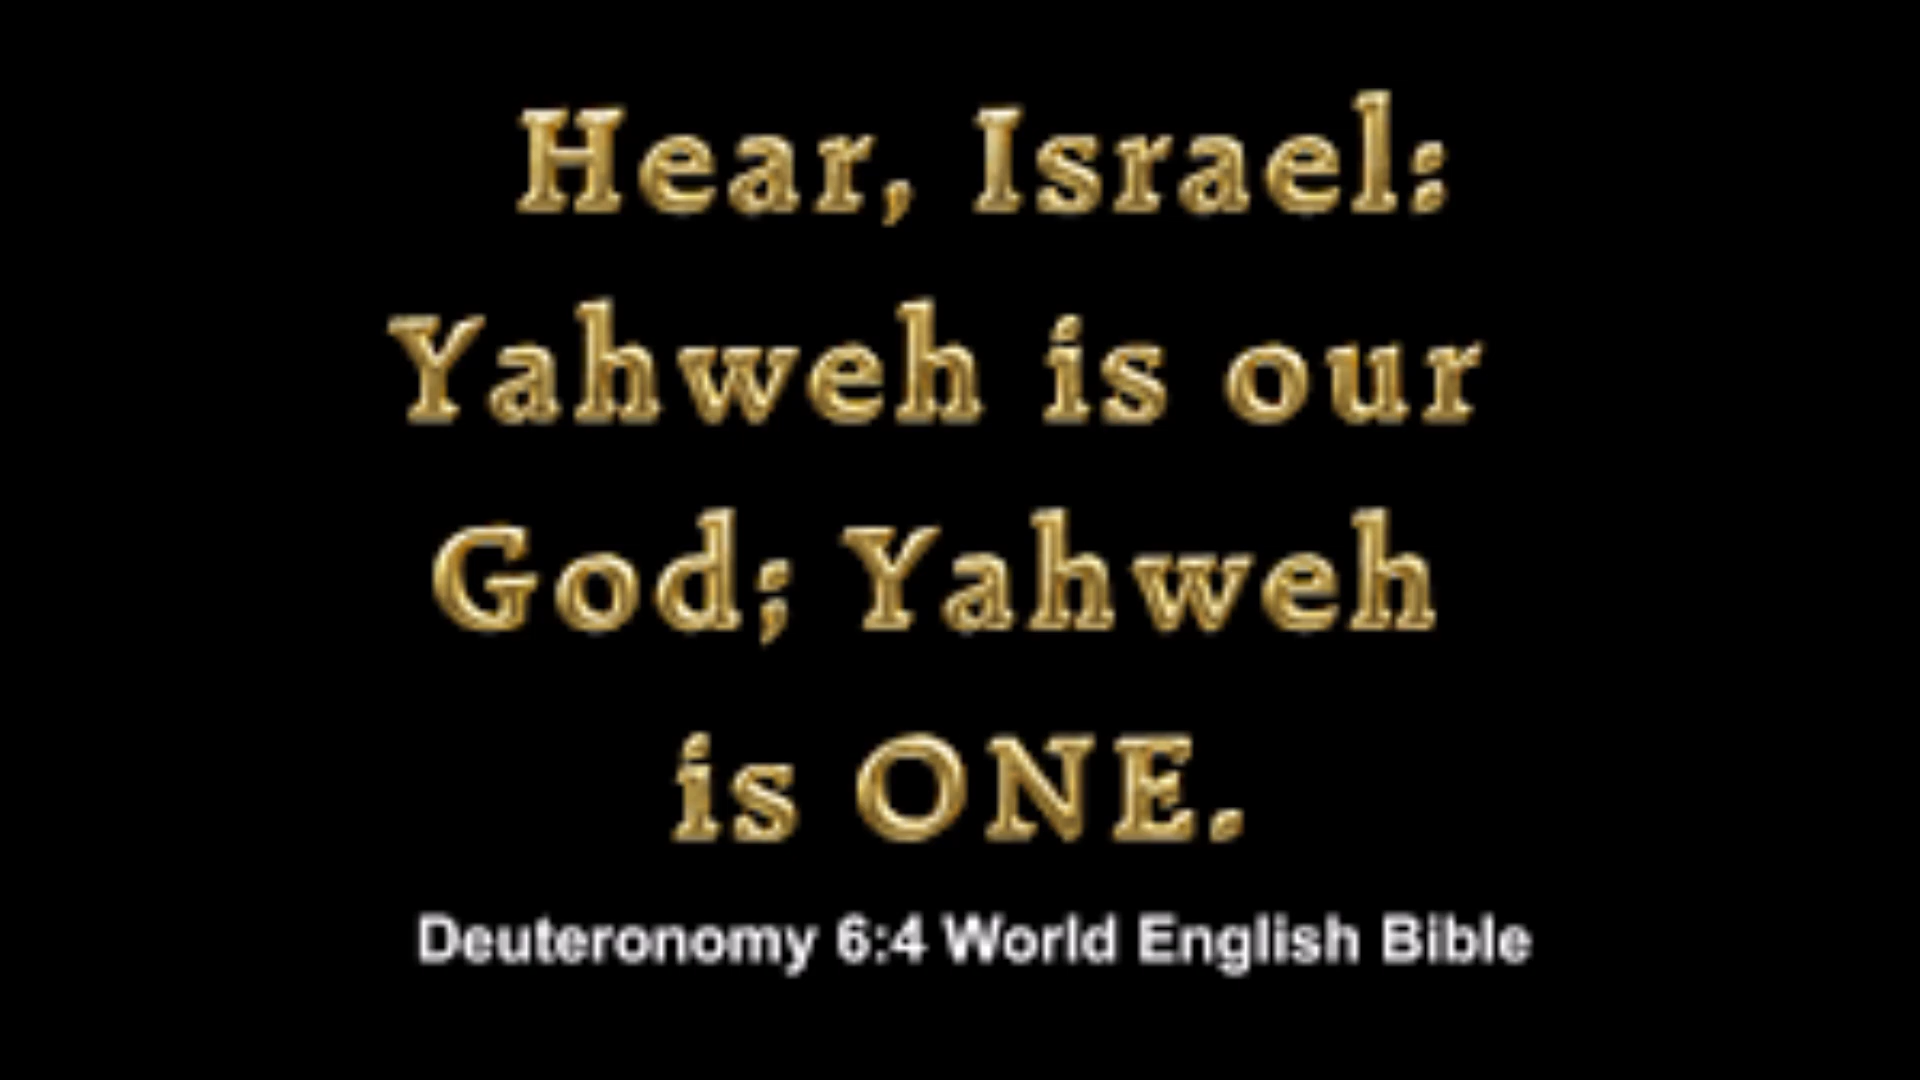 Hear, Israel:
Yahweh is our
God; Yahweh
is ONE.
Deuteronomy 6:4 World English Bible